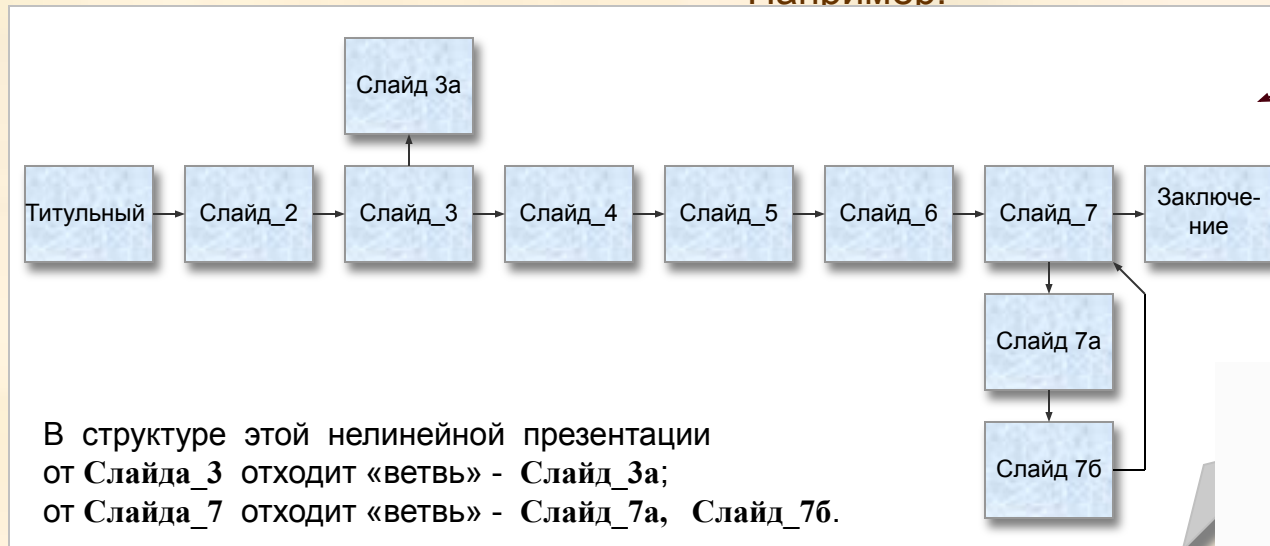 Например:
Слайд 3а
Титульный
Слайд_2
Слайд_3
Слайд_4
Слайд_5
Слайд_6
Слайд_7
Заключе-
ние
Слайд 7а
Слайд 7б
В структуре этой нелинейной презентации
от Слайда_3 отходит «ветвь» - Слайд_3а;
от Слайда_7 отходит «ветвь» - Слайд_7а, Слайд_7б.